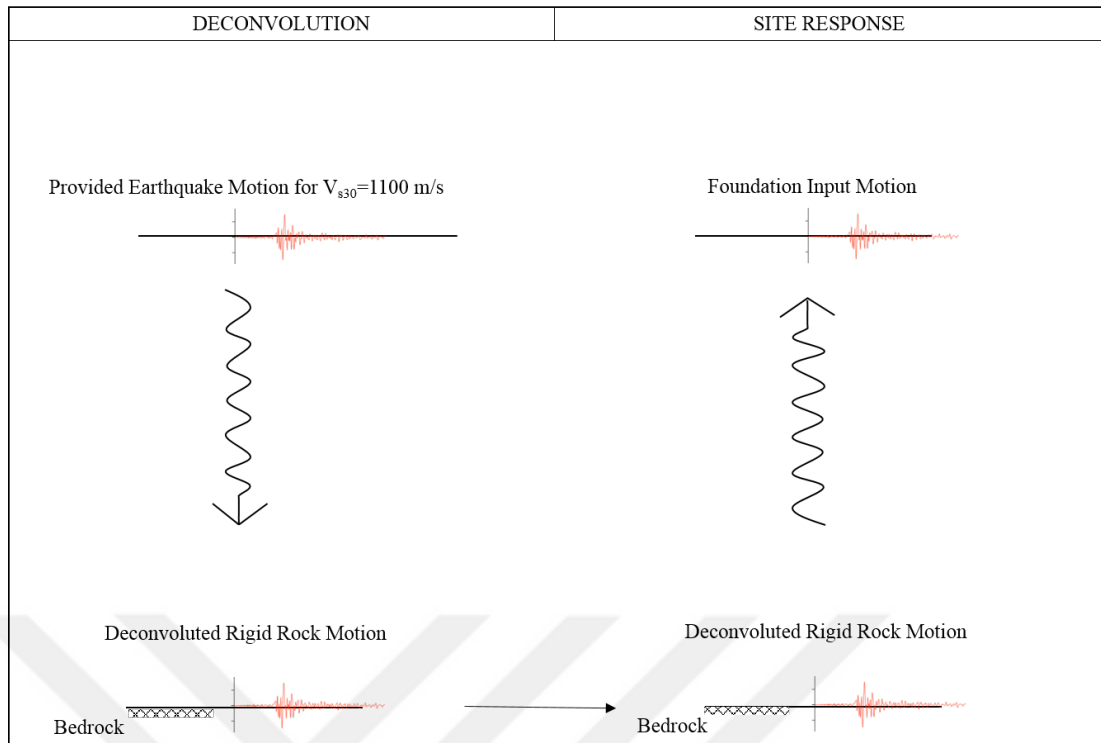 DECONVOLUTION
SITE RESPONSE
Provided Earthquake Motion for Vs30=1100 m/s
Foundation Input Motion
Deconvoluted Rigid Rock Motion
Deconvoluted Rigid Rock Motion
Bedrock
Bedrock